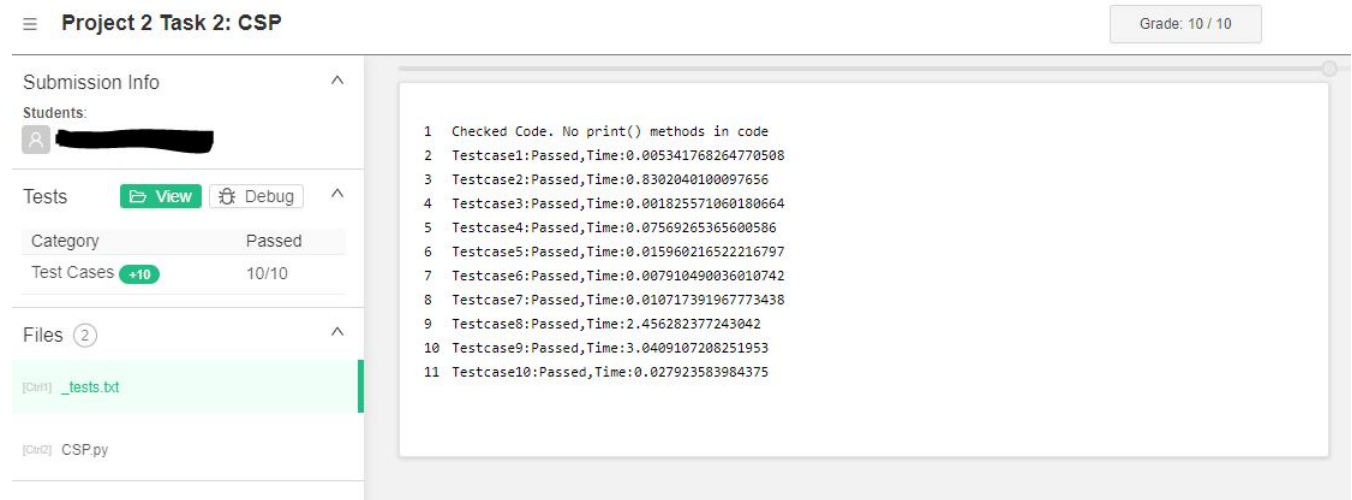 Project 2 Task 2: CSP
Grade: 10 / 10
Submission Info
Students:
Tests View Debug
Category Passed
Test Cases +10 10/10
Files 2
[Ctrl1] _tests.txt
[Ctrl2] CSP.py
1 Checked Code. No print() methods in code
2 Testcase1:Passed,Time:0.005341768264770508
3 Testcase2:Passed,Time:0.8302040100097656
4 Testcase3:Passed,Time:0.001825571060180664
5 Testcase4:Passed,Time:0.07569265365600586
6 Testcase5:Passed,Time:0.015960216522216797
7 Testcase6:Passed,Time:0.007910490036010742
8 Testcase7:Passed,Time:0.010717391967773438
9 Testcase8:Passed,Time:2.456282377243042
10 Testcase9:Passed,Time:3.0409107208251953
11 Testcase10:Passed,Time:0.027923583984375